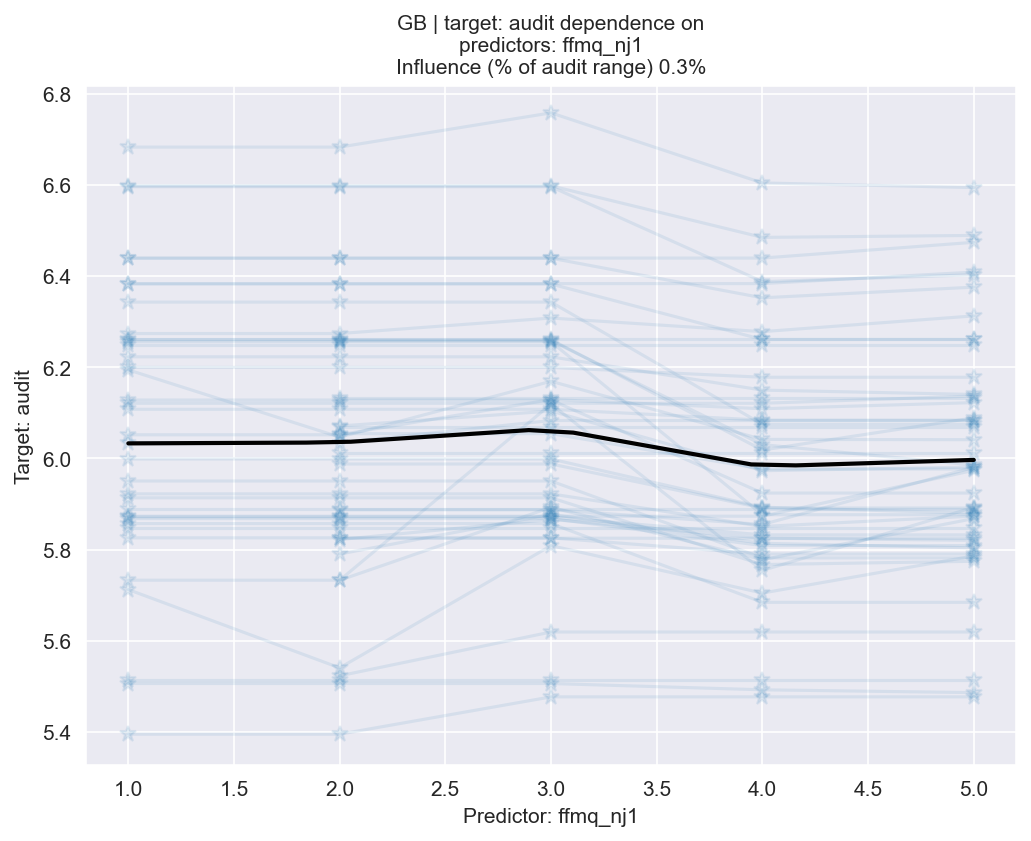 GB | target: audit dependence on
predictors: ffmq_nj1
Influence (% of audit range) 0.3%
Target: audit
6.8
6.6
6.4
6.2
6.0
5.8
5.6
5.4
1.0 1.5 2.0 2.5 3.0 3.5 4.0 4.5 5.0
Predictor: ffmq_nj1